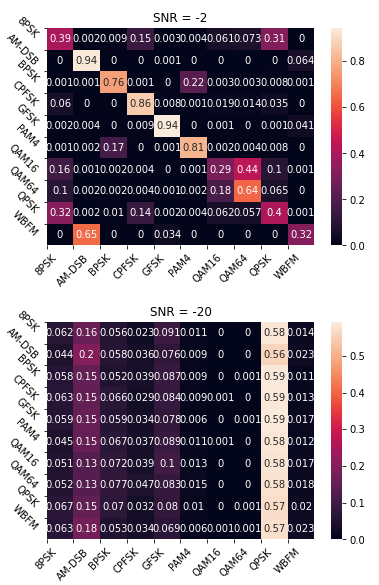 SNR = -2
8PSK 0.39 0.002 0.009 0.15 0.003 0.004 0.061 0.073 0.31 0
AM-DSB 0 0.94 0 0 0.001 0 0 0 0 0.064
BPSK 0.001 0.001 0.76 0.001 0 0.22 0.003 0.003 0.008 0.001
CPFSK 0.06 0 0 0.86 0.008 0.001 0.019 0.014 0.035 0
GFSK 0.002 0.004 0 0.009 0.94 0 0.001 0 0.001 0.041
PAM4 0.001 0.002 0.17 0 0.001 0.81 0.002 0.004 0.008 0
QAM16 0.16 0.001 0.002 0.004 0 0.001 0.29 0.44 0.1 0.001
QAM64 0.1 0.002 0.002 0.004 0.001 0.002 0.18 0.64 0.065 0
QPSK 0.32 0.002 0.01 0.14 0.002 0.004 0.062 0.057 0.4 0.001
WBFM 0 0.65 0 0 0.034 0 0 0 0 0.32
8PSK AM-DSB BPSK CPFSK GFSK PAM4 QAM16 QAM64 QPSK WBFM
0.8
0.6
0.4
0.2
0.0
SNR = -20
8PSK 0.062 0.16 0.056 0.023 0.091 0.011 0 0 0.58 0.014
AM-DSB 0.044 0.2 0.058 0.036 0.076 0.009 0 0 0.56 0.023
BPSK 0.058 0.15 0.052 0.039 0.087 0.009 0 0.001 0.59 0.011
CPFSK 0.063 0.15 0.066 0.029 0.084 0.009 0.001 0 0.59 0.013
GFSK 0.059 0.15 0.059 0.034 0.078 0.006 0 0.001 0.59 0.017
PAM4 0.045 0.15 0.067 0.037 0.089 0.011 0.001 0 0.58 0.012
QAM16 0.051 0.13 0.072 0.039 0.1 0.013 0 0 0.58 0.017
QAM64 0.052 0.13 0.077 0.047 0.083 0.015 0 0 0.58 0.018
QPSK 0.067 0.15 0.07 0.032 0.08 0.01 0 0.001 0.57 0.02
WBFM 0.063 0.18 0.053 0.034 0.069 0.006 0.001 0.001 0.57 0.023
8PSK AM-DSB BPSK CPFSK GFSK PAM4 QAM16 QAM64 QPSK WBFM
0.5
0.4
0.3
0.2
0.1
0.0